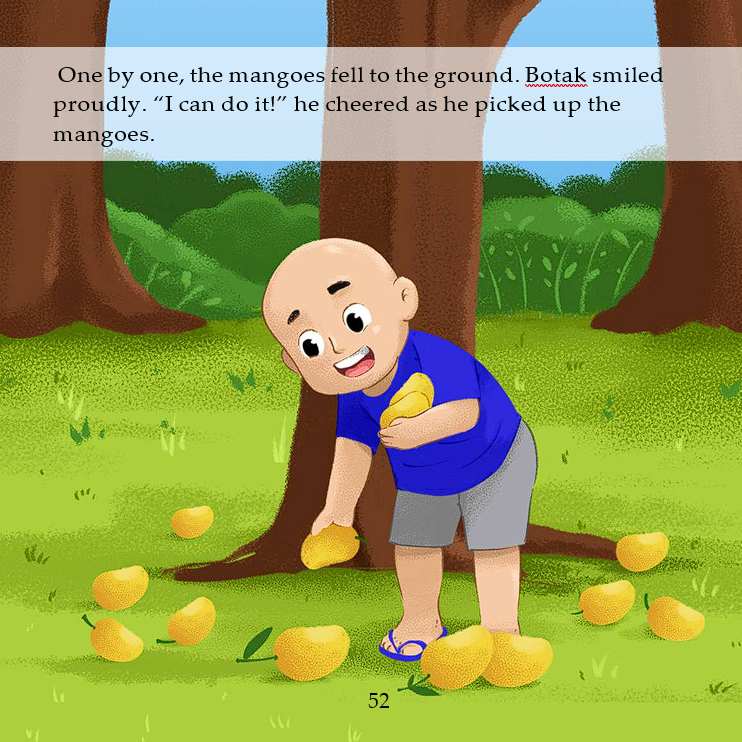 One by one, the mangoes fell to the ground. Botak smiled
proudly. “I can do it!” he cheered as he picked up the
mangoes.
52